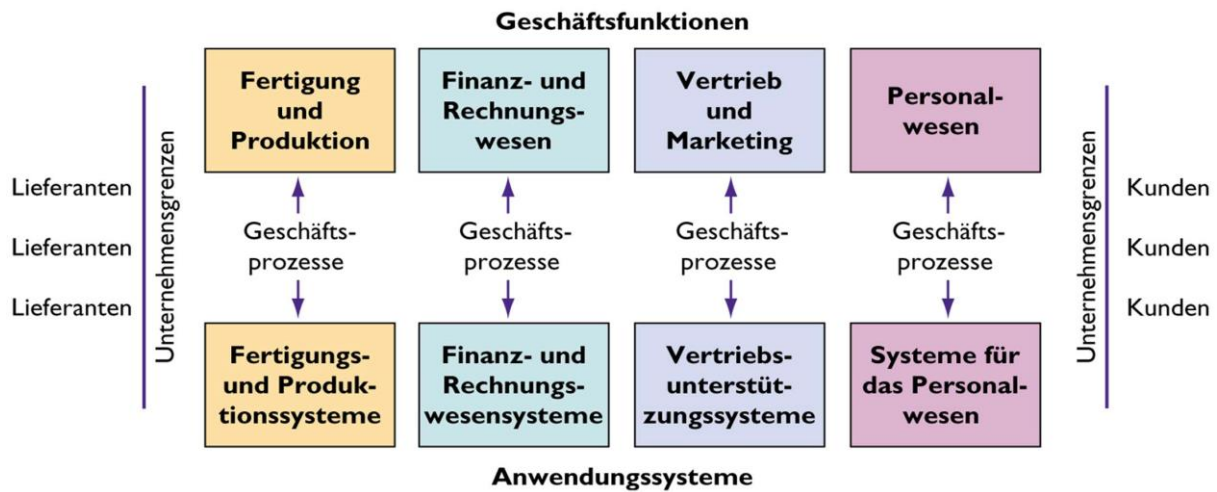 Geschäftsfunktionen
Fertigung
und
Produktion
Finanz- und
Rechnungs-
wesen
Vertrieb
und
Marketing
Personal-
wesen
Lieferanten
Lieferanten
Lieferanten
Unternehmensgrenzen
Geschäfts-
prozesse
Geschäfts-
prozesse
Geschäfts-
prozesse
Geschäfts-
prozesse
Unternehmensgrenzen
Kunden
Kunden
Kunden
Fertigungs-
und Produk-
tionssysteme
Finanz- und
Rechnungs-
wesensysteme
Vertriebs-
unterstüt-
zungssysteme
Systeme für
das Personal-
wesen
Anwendungssysteme